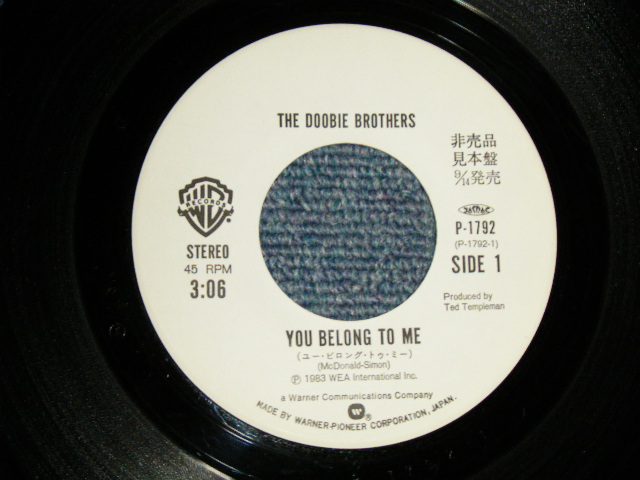 THE DOOBIE BROTHERS
非売品
見本盤
9/14発売
WB
RECORDS
JASRAC
P-1792
(P-1792-1)
STEREO
45 RPM
3:06
SIDE 1
Produced by
Ted Templeman
YOU BELONG TO ME
(ユー・ビロング・トゥ・ミー)
(McDonald-Simon)
Ⓟ 1983 WEA International Inc.
a Warner Communications Company
®
MADE BY WARNER-PIONEER CORPORATION, JAPAN.